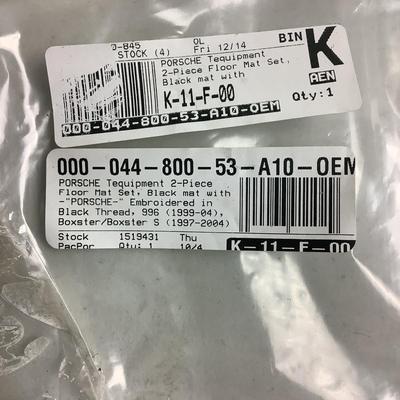 0-845 OL BIN K
STOCK (4) Fri 12/14
PORSCHE Tequipment
2-Piece Floor Mat Set,
Black mat with
AEN
K-11-F-00 Qty:1
000-044-800-53-A10-OEM
000-044-800-53-A10-OEM
PORSCHE Tequipment 2-Piece
Floor Mat Set, Black mat with
-"PORSCHE-" Embroidered in
Black Thread, 996 (1999-04),
Boxster/Boxster S (1997-2004)
Stock 1519431 Thu
PacPor Qty: 1 10/4
K-11-F-00